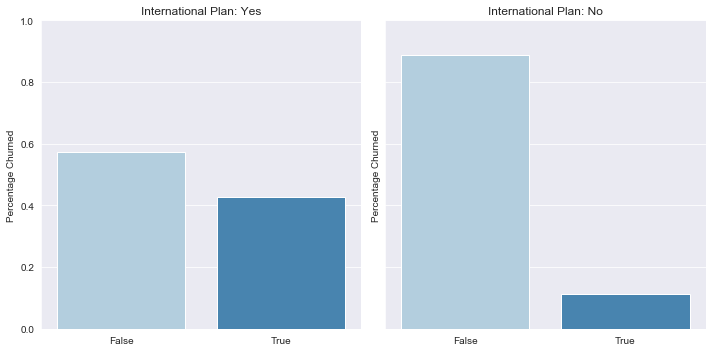 International Plan: Yes
International Plan: No
Percentage Churned
1.0
0.8
0.6
0.4
0.2
0.0
False
True
Percentage Churned
False
True